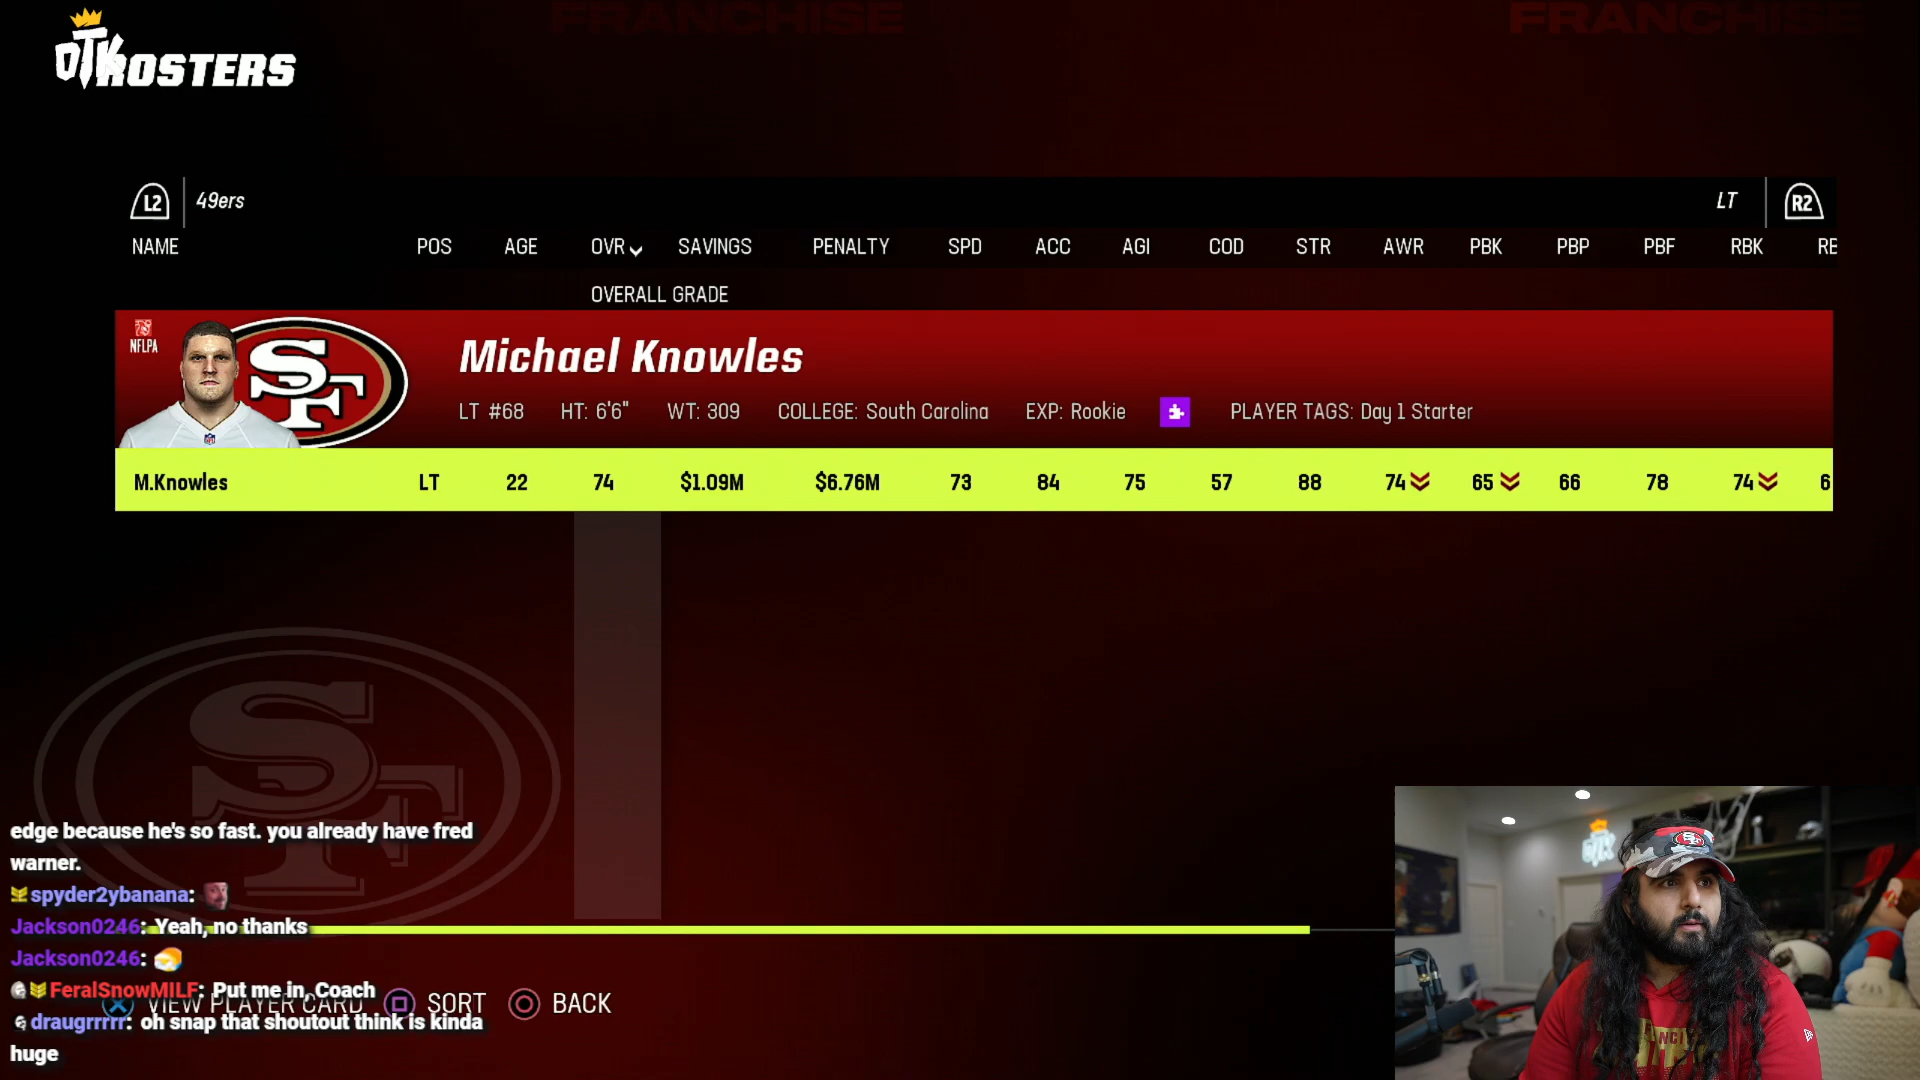 FRANCHISE FRANCHISE
OTK ROSTERS
L2 49ers LT R2
NAME POS AGE OVR SAVINGS PENALTY SPD ACC AGI COD STR AWR PBK PBP PBF RBK RE
OVERALL GRADE
NFLPA
Michael Knowles
LT #68 HT: 6'6" WT: 309 COLLEGE: South Carolina EXP: Rookie PLAYER TAGS: Day 1 Starter
M.Knowles LT 22 74 $1.09M $6.76M 73 84 75 57 88 74 65 66 78 74 6
edge because he's so fast. you already have fred
warner.
spyder2ybanana:
Jackson0246: Yeah, no thanks
Jackson0246:
FeralSnowMILF: Put me in, Coach
VIEW PLAYER CARD SORT BACK
draugrrrrr: oh snap that shoutout think is kinda
huge